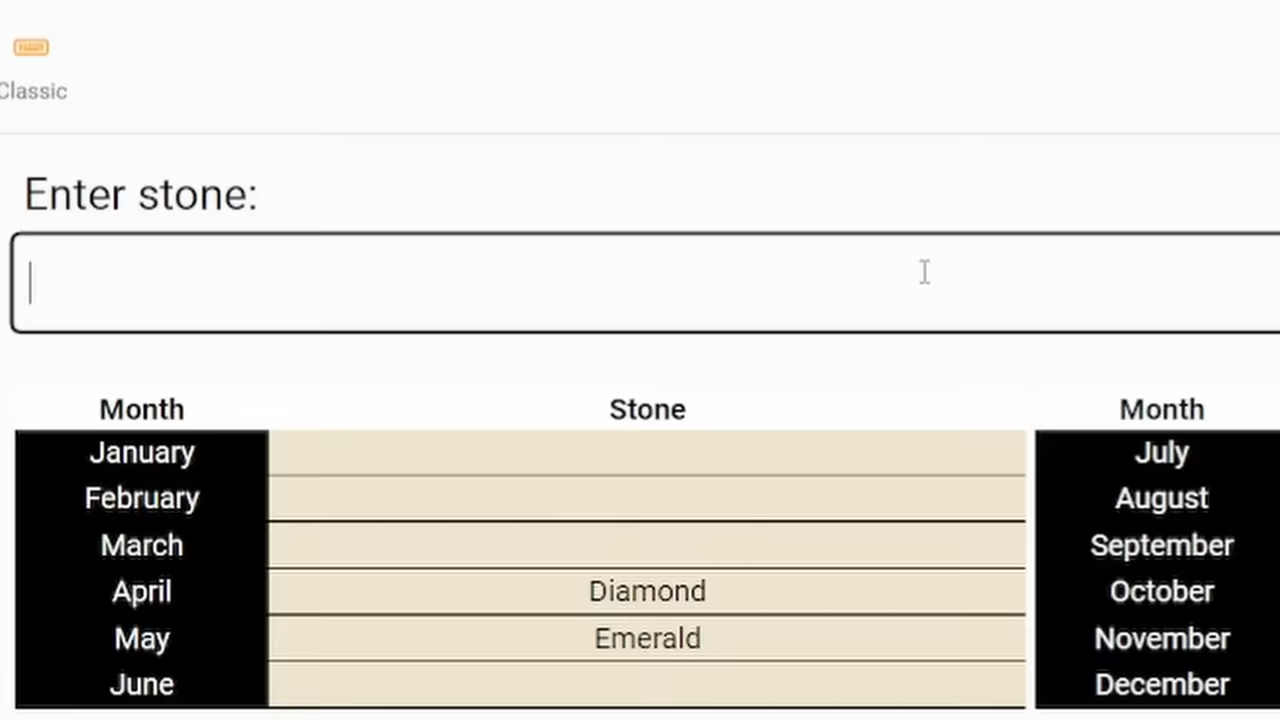 Classic
Enter stone:
Month Stone Month
January July
February August
March September
April Diamond October
May Emerald November
June December